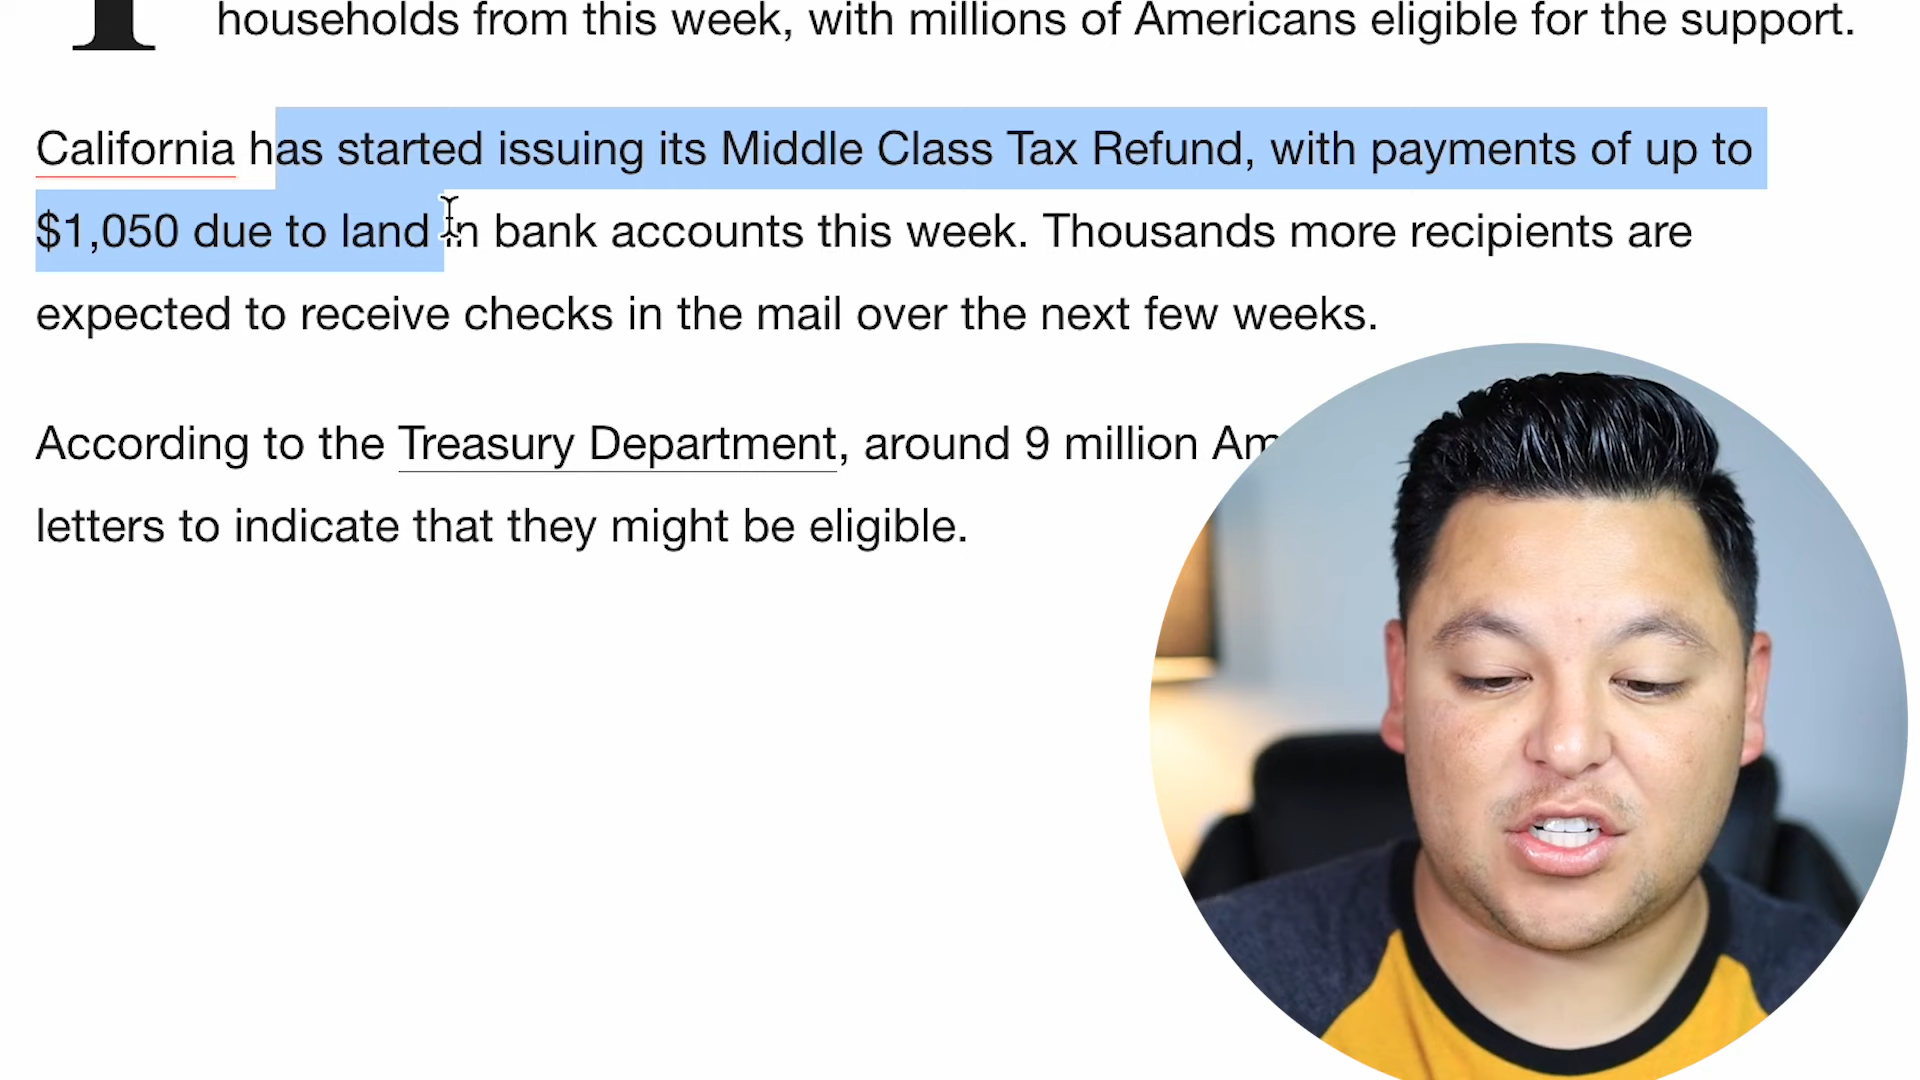 households from this week, with millions of Americans eligible for the support.
California has started issuing its Middle Class Tax Refund, with payments of up to
$1,050 due to land in bank accounts this week. Thousands more recipients are
expected to receive checks in the mail over the next few weeks.
According to the Treasury Department, around 9 million
letters to indicate that they might be eligible.